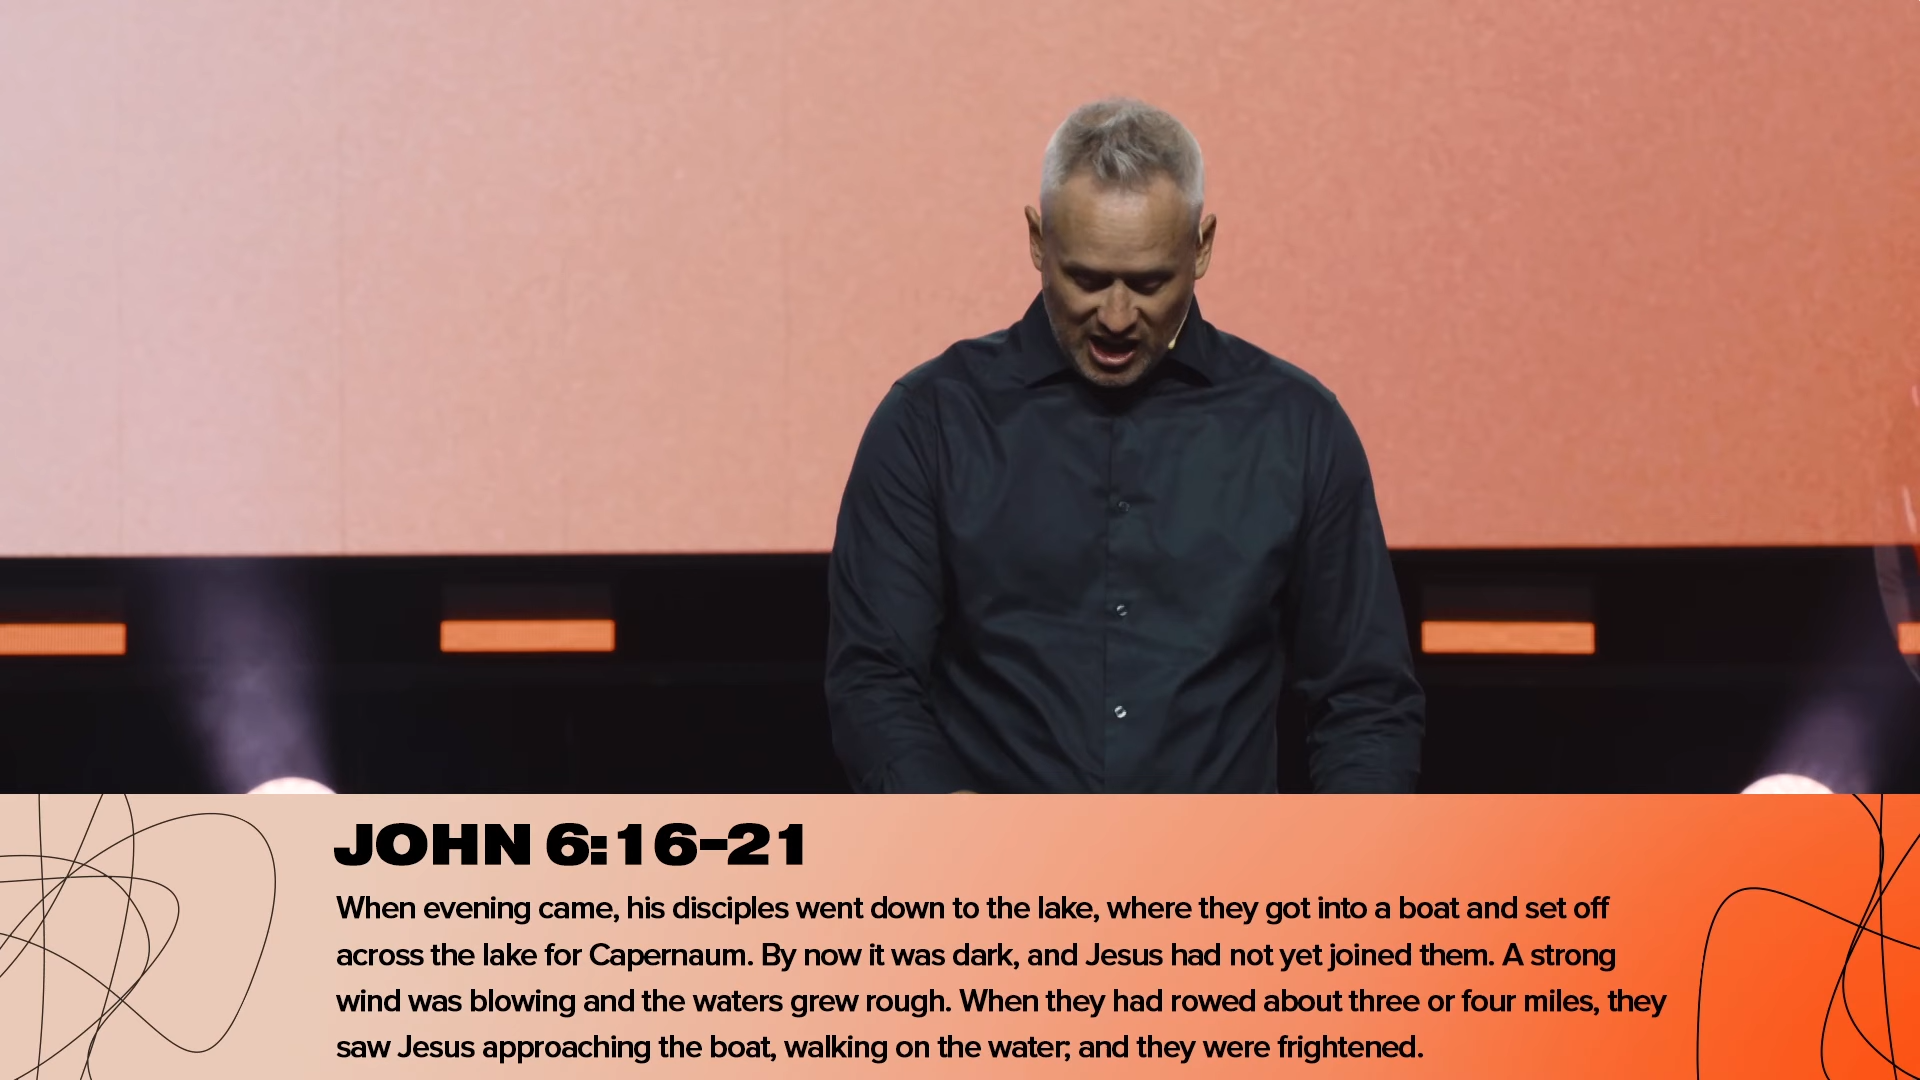 JOHN 6:16-21
When evening came, his disciples went down to the lake, where they got into a boat and set off
across the lake for Capernaum. By now it was dark, and Jesus had not yet joined them. A strong
wind was blowing and the waters grew rough. When they had rowed about three or four miles, they
saw Jesus approaching the boat, walking on the water; and they were frightened.